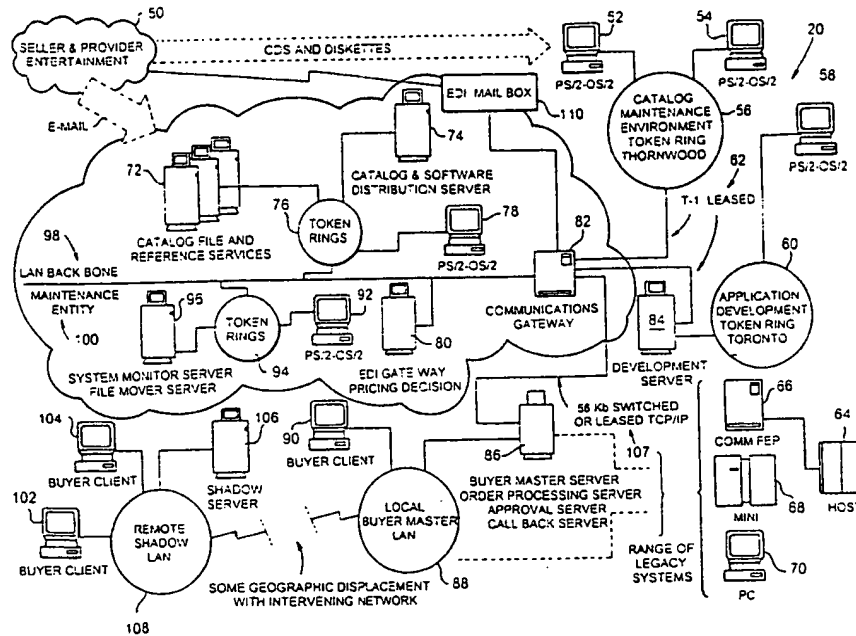 50
SELLER & PROVIDER
ENTERTAINMENT
CDS AND DISKETTES
E-MAIL
52
PS/2-OS/2
54
PS/2-OS/2
20
58
PS/2-OS/2
EDI MAIL BOX
110
CATALOG
MAINTENANCE
ENVIRONMENT
TOKEN RING
THORNWOOD
56
62
T-1 LEASED
72
74
CATALOG & SOFTWARE
DISTRIBUTION SERVER
76
TOKEN
RINGS
78
PS/2-OS/2
CATALOG FILE AND
REFERENCE SERVICES
82
98
LAN BACK BONE
MAINTENANCE
ENTITY
100
COMMUNICATIONS
GATEWAY
60
APPLICATION
DEVELOPMENT
TOKEN RING
TORONTO
84
DEVELOPMENT
SERVER
96
TOKEN
RINGS
94
92
PS/2-OS/2
80
SYSTEM MONITOR SERVER
FILE MOVER SERVER
EDI GATE WAY
PRICING DECISION
56 Kb SWITCHED
OR LEASED TCP/IP
107
66
COMM FEP
64
HOST
104
BUYER CLIENT
106
SHADOW
SERVER
90
BUYER CLIENT
86
BUYER MASTER SERVER
ORDER PROCESSING SERVER
APPROVAL SERVER
CALL BACK SERVER
MINI
68
102
BUYER CLIENT
REMOTE
SHADOW
LAN
LOCAL
BUYER MASTER
LAN
RANGE OF
LEGACY
SYSTEMS
70
PC
SOME GEOGRAPHIC DISPLACEMENT
WITH INTERVENING NETWORK
88
108